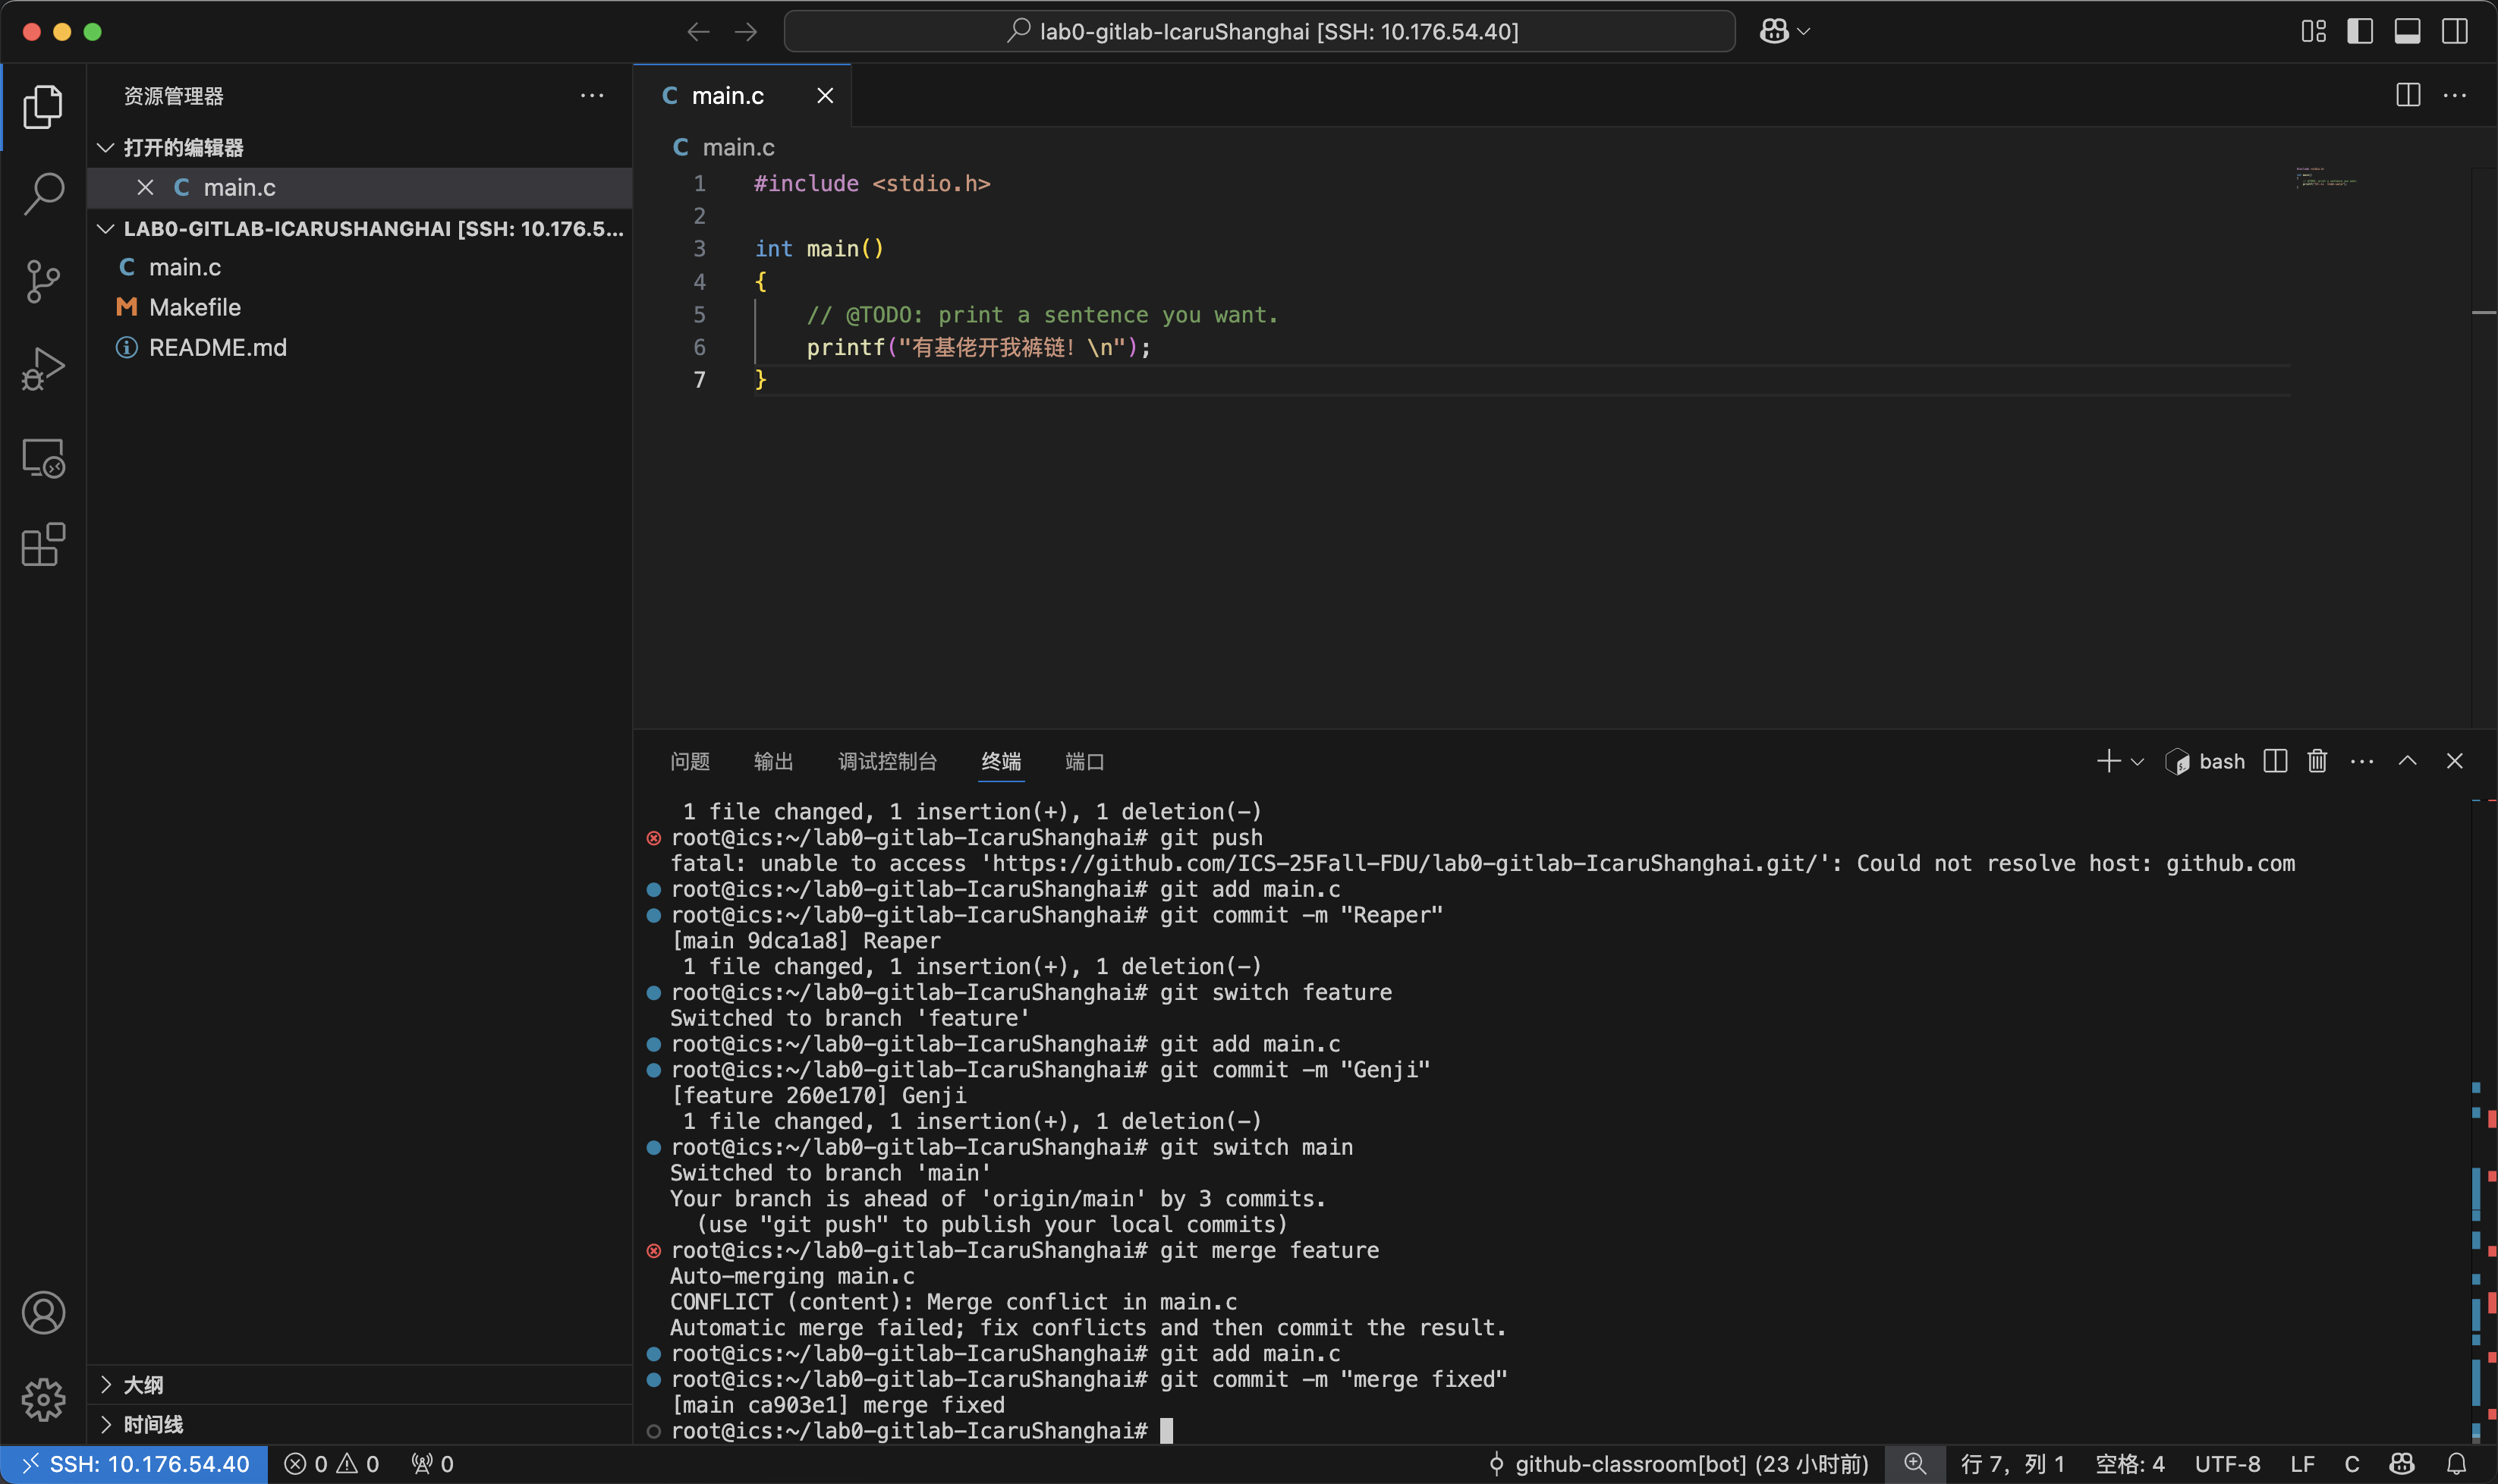 lab0-gitlab-IcaruShanghai [SSH: 10.176.54.40]
资源管理器
打开的编辑器
main.c
LAB0-GITLAB-ICARUSHANGHAI [SSH: 10.176.5...
main.c
Makefile
README.md
大纲
时间线
main.c
main.c
1 #include <stdio.h>
2
3 int main()
4 {
5 // @TODO: print a sentence you want.
6 printf("有基佬开我裤链! \n");
7 }
问题 输出 调试控制台 终端 端口
bash
1 file changed, 1 insertion(+), 1 deletion(-)
root@ics:~/lab0-gitlab-IcaruShanghai# git push
fatal: unable to access 'https://github.com/ICS-25Fall-FDU/lab0-gitlab-IcaruShanghai.git/': Could not resolve host: github.com
root@ics:~/lab0-gitlab-IcaruShanghai# git add main.c
root@ics:~/lab0-gitlab-IcaruShanghai# git commit -m "Reaper"
[main 9dca1a8] Reaper
1 file changed, 1 insertion(+), 1 deletion(-)
root@ics:~/lab0-gitlab-IcaruShanghai# git switch feature
Switched to branch 'feature'
root@ics:~/lab0-gitlab-IcaruShanghai# git add main.c
root@ics:~/lab0-gitlab-IcaruShanghai# git commit -m "Genji"
[feature 260e170] Genji
1 file changed, 1 insertion(+), 1 deletion(-)
root@ics:~/lab0-gitlab-IcaruShanghai# git switch main
Switched to branch 'main'
Your branch is ahead of 'origin/main' by 3 commits.
(use "git push" to publish your local commits)
root@ics:~/lab0-gitlab-IcaruShanghai# git merge feature
Auto-merging main.c
CONFLICT (content): Merge conflict in main.c
Automatic merge failed; fix conflicts and then commit the result.
root@ics:~/lab0-gitlab-IcaruShanghai# git add main.c
root@ics:~/lab0-gitlab-IcaruShanghai# git commit -m "merge fixed"
[main ca903e1] merge fixed
root@ics:~/lab0-gitlab-IcaruShanghai#
SSH: 10.176.54.40 0 0 0 github-classroom[bot] (23 小时前) 行 7, 列 1 空格: 4 UTF-8 LF C